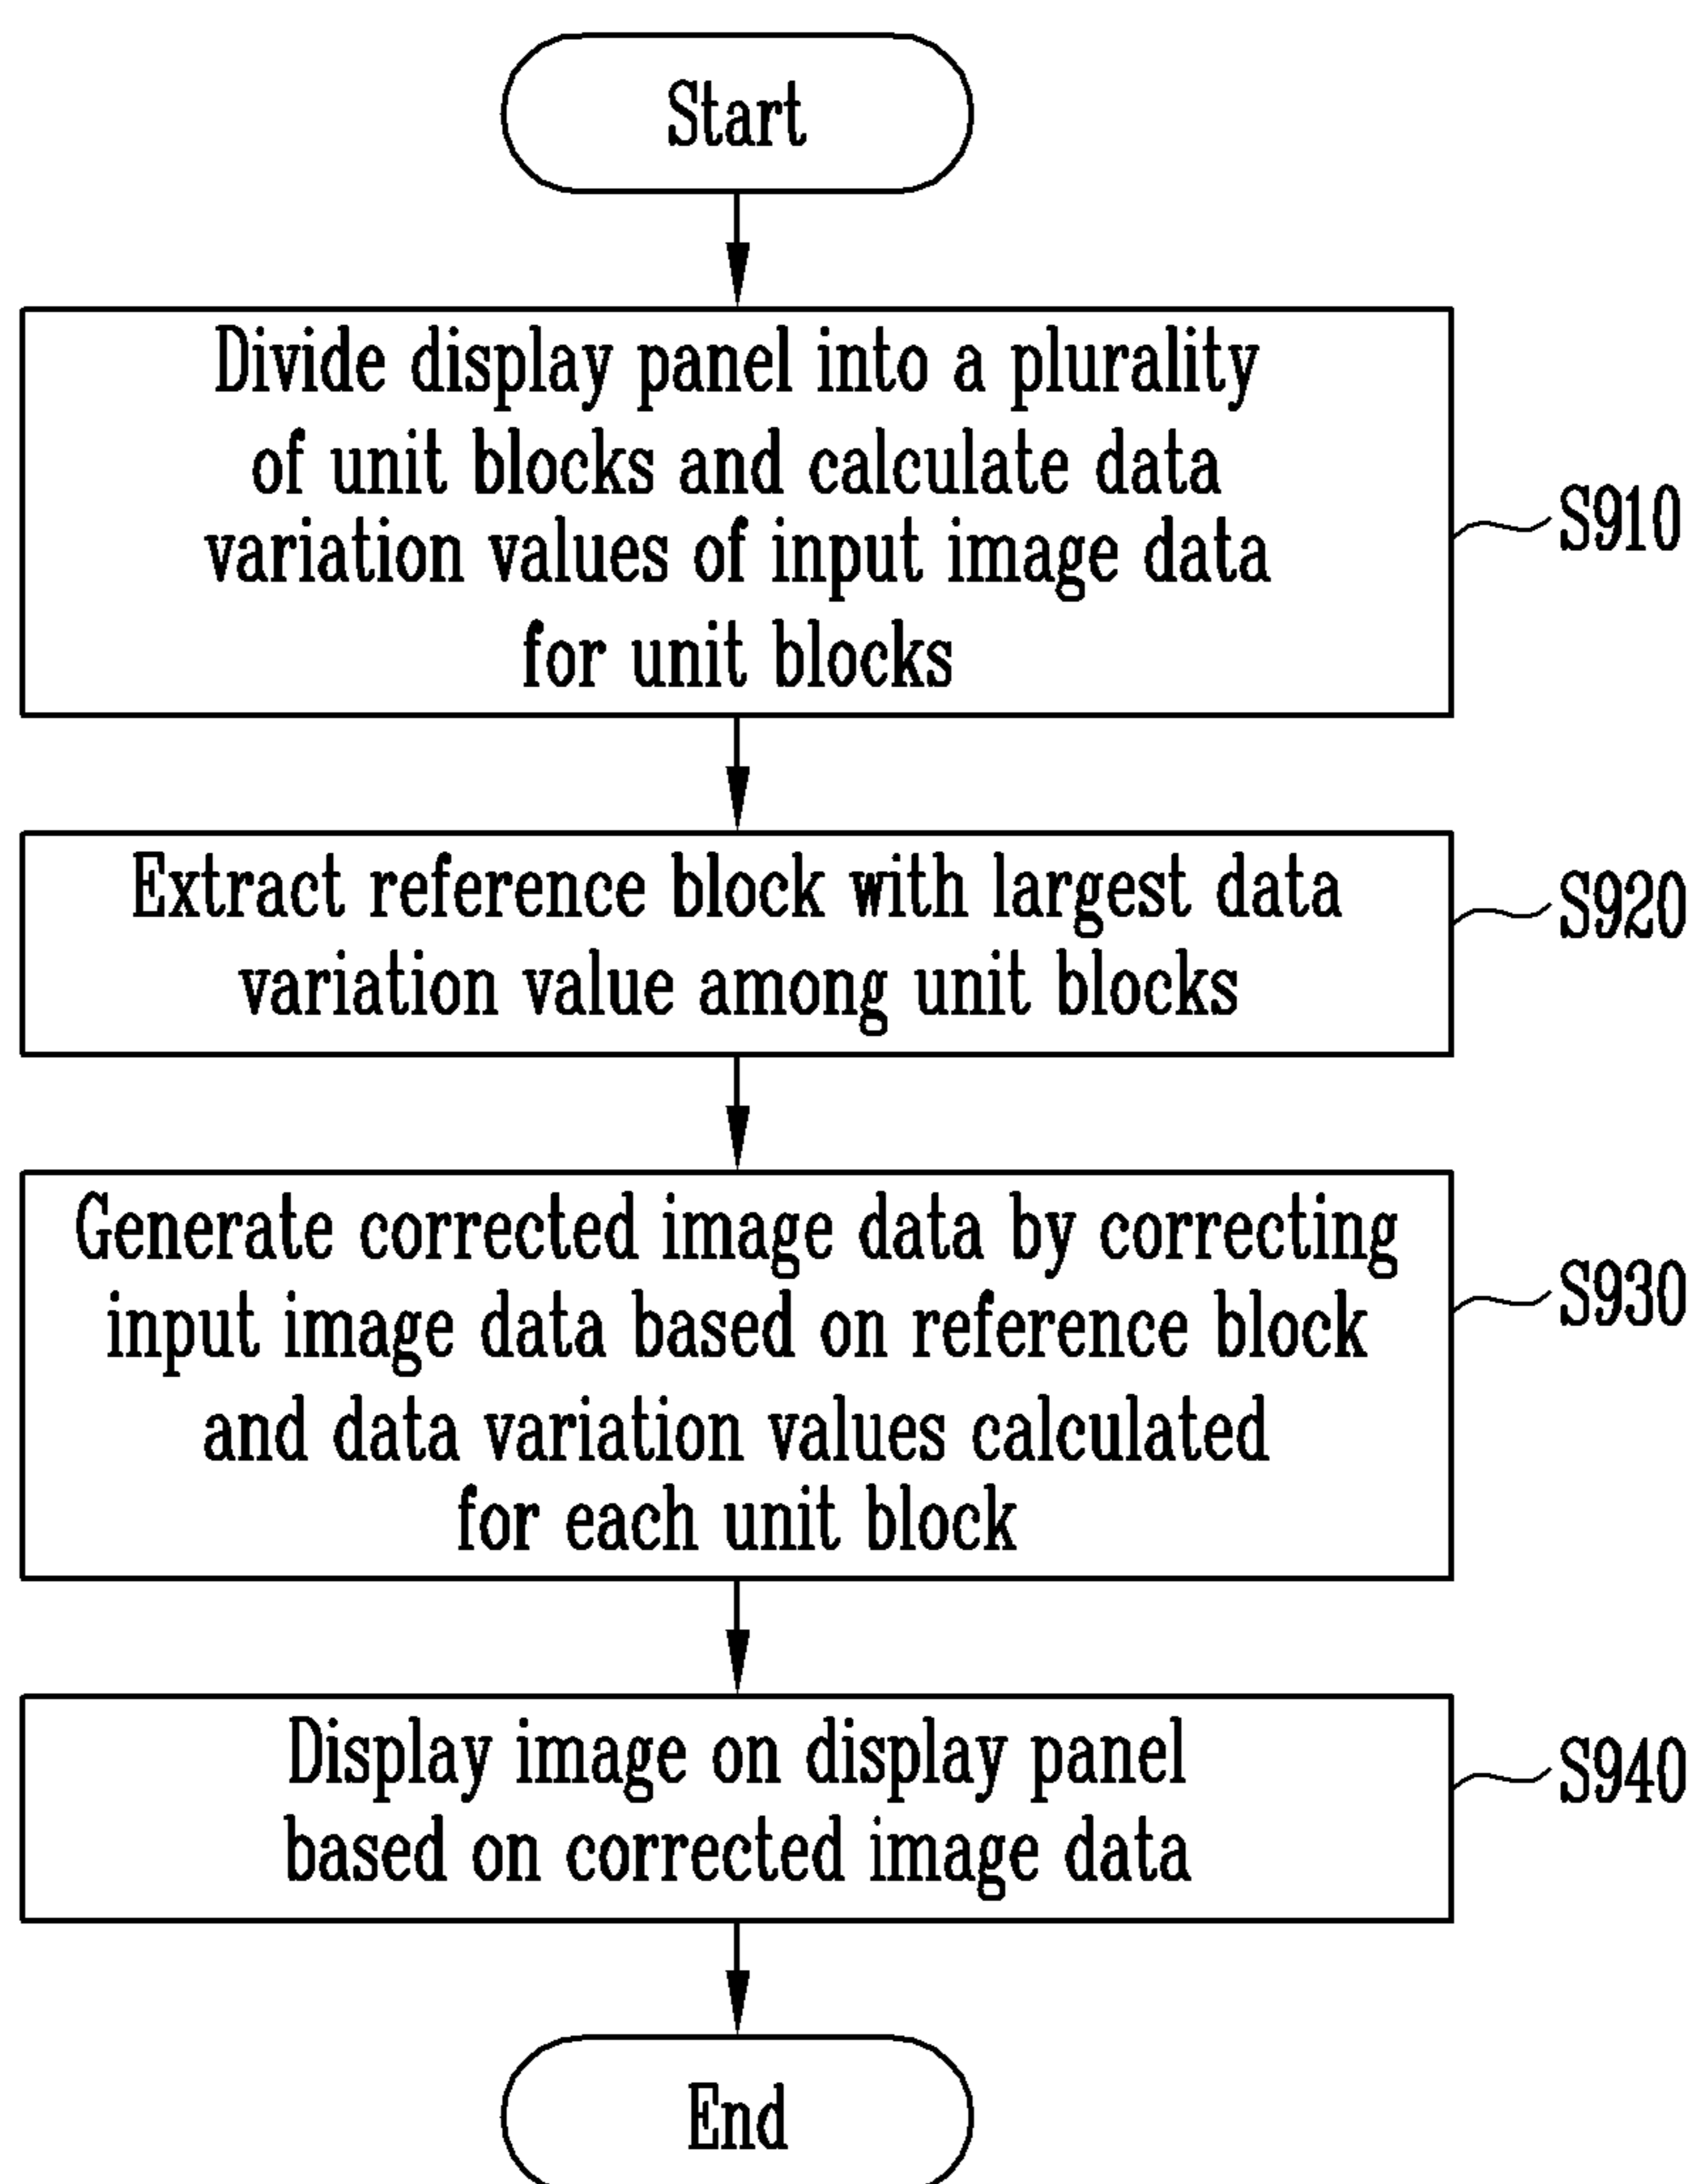 Start
Divide display panel into a plurality
of unit blocks and calculate data
variation values of input image data
for unit blocks
S910
Extract reference block with largest data
variation value among unit blocks
S920
Generate corrected image data by correcting
input image data based on reference block
and data variation values calculated
for each unit block
S930
Display image on display panel
based on corrected image data
S940
End